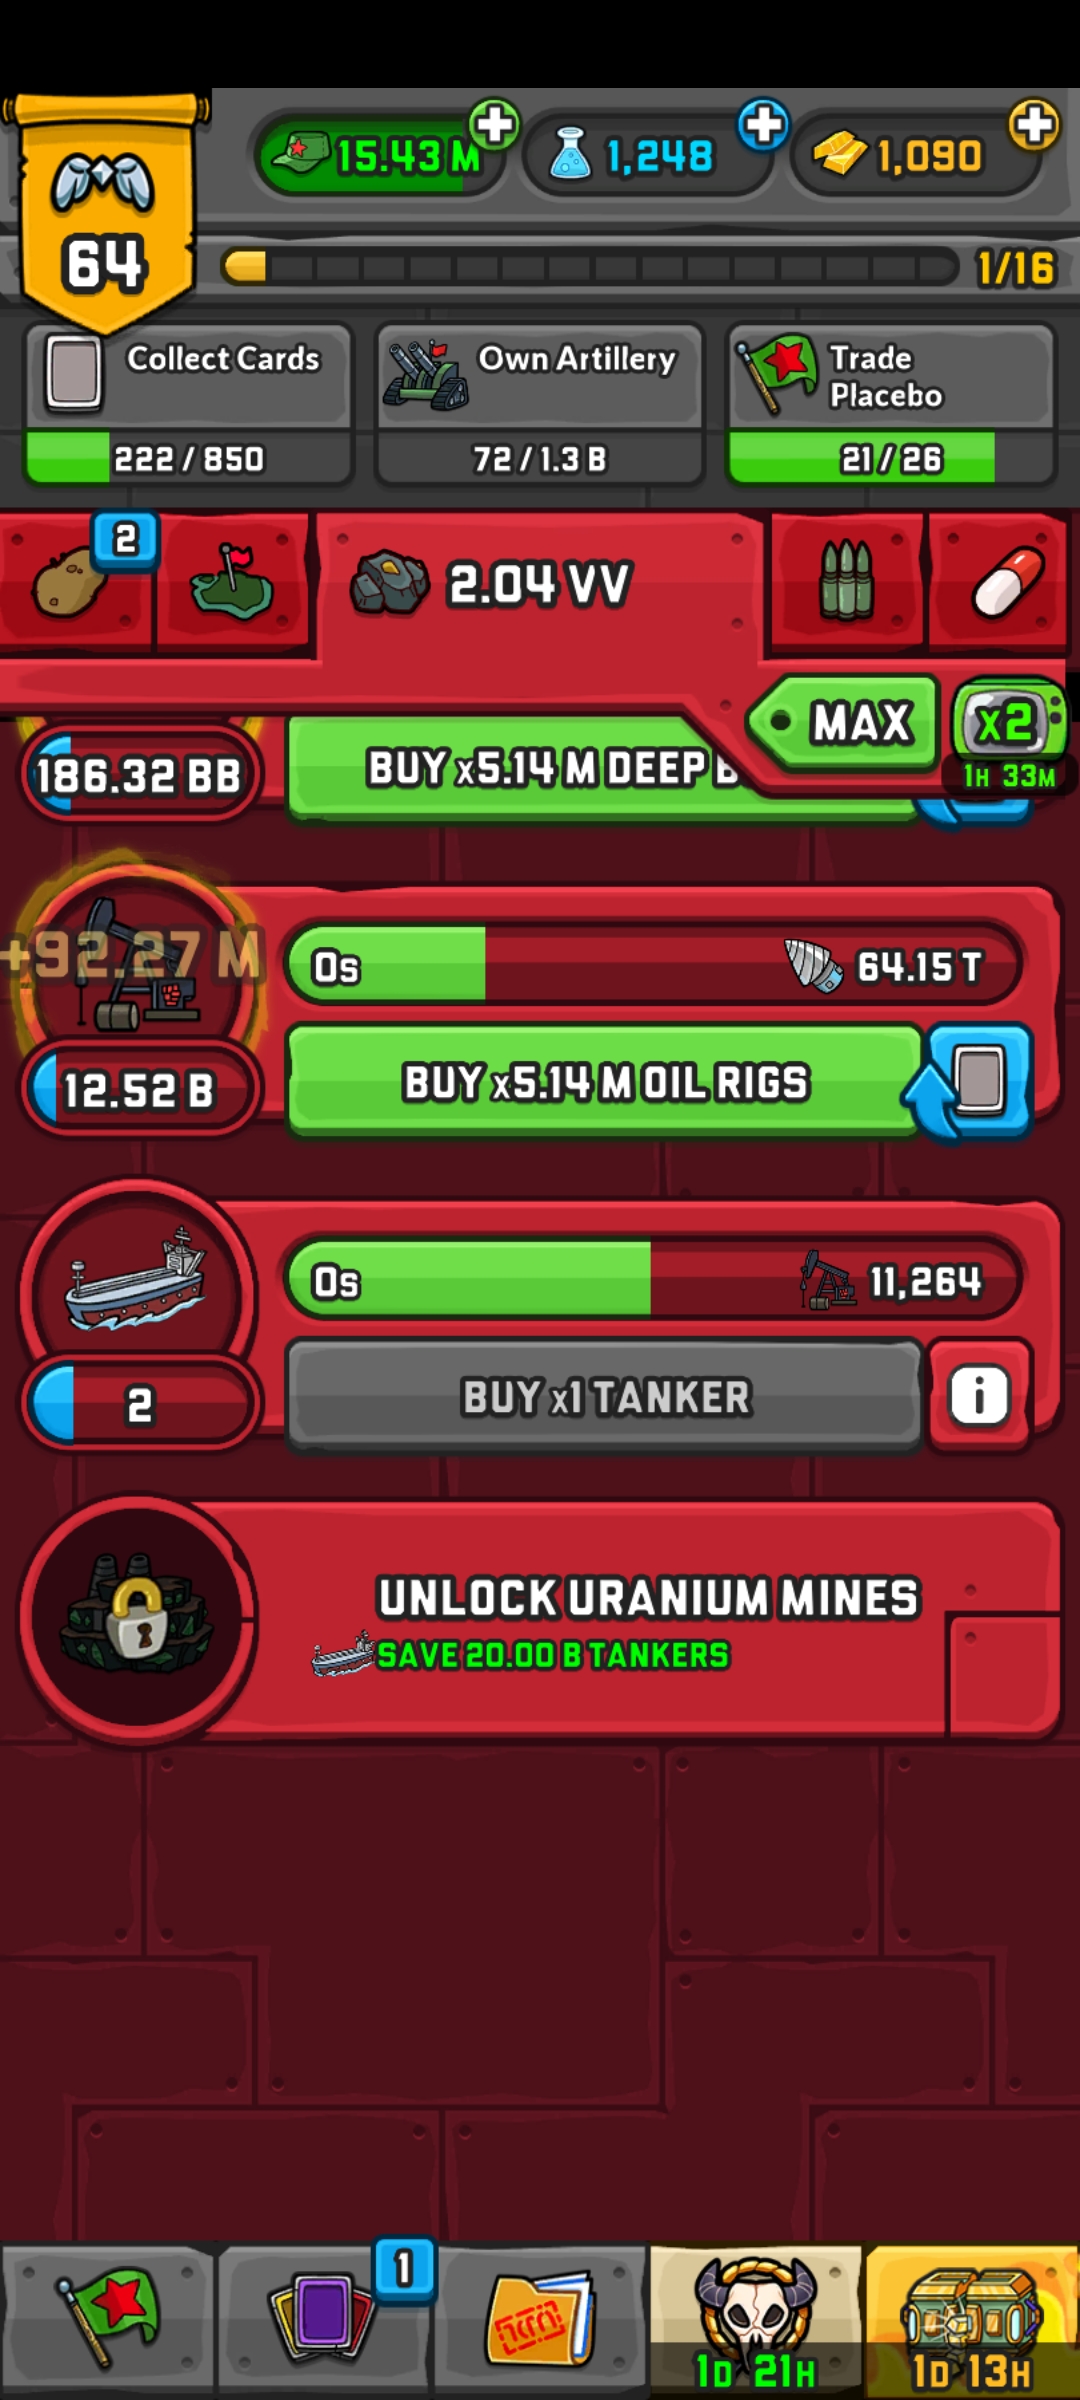 64
15.43 M
1,248
1,090
1/16
Collect Cards
222 / 850
Own Artillery
72 / 1.3 B
Trade
Placebo
21 / 26
2
2.04 VV
MAX
x2
1H 33M
186.32 BB
BUY x5.14 M DEEP B
+92.27 M
0s
64.15 T
12.52 B
BUY x5.14 M OIL RIGS
0s
11,264
2
BUY x1 TANKER
i
UNLOCK URANIUM MINES
SAVE 20.00 B TANKERS
1
1D 21H
1D 13H